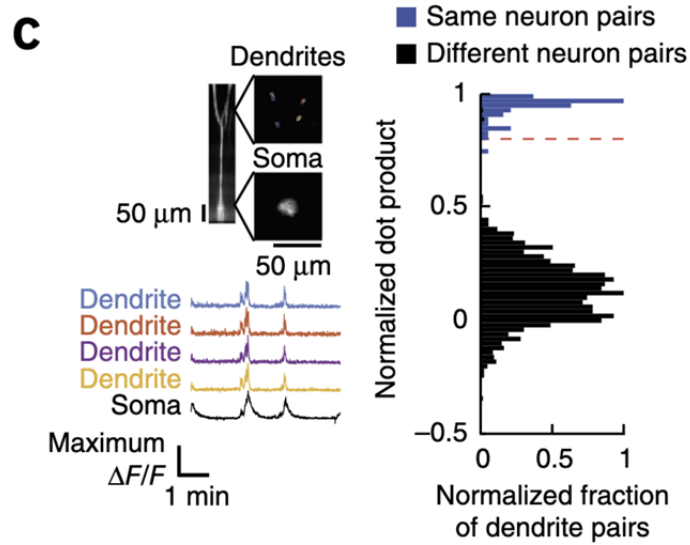 c
Same neuron pairs
Different neuron pairs
Dendrites
Soma
50 μm
50 μm
Dendrite
Dendrite
Dendrite
Dendrite
Soma
Maximum
ΔF/F
1 min
Normalized dot product
1
0.5
0
–0.5
0 0.5 1
Normalized fraction
of dendrite pairs